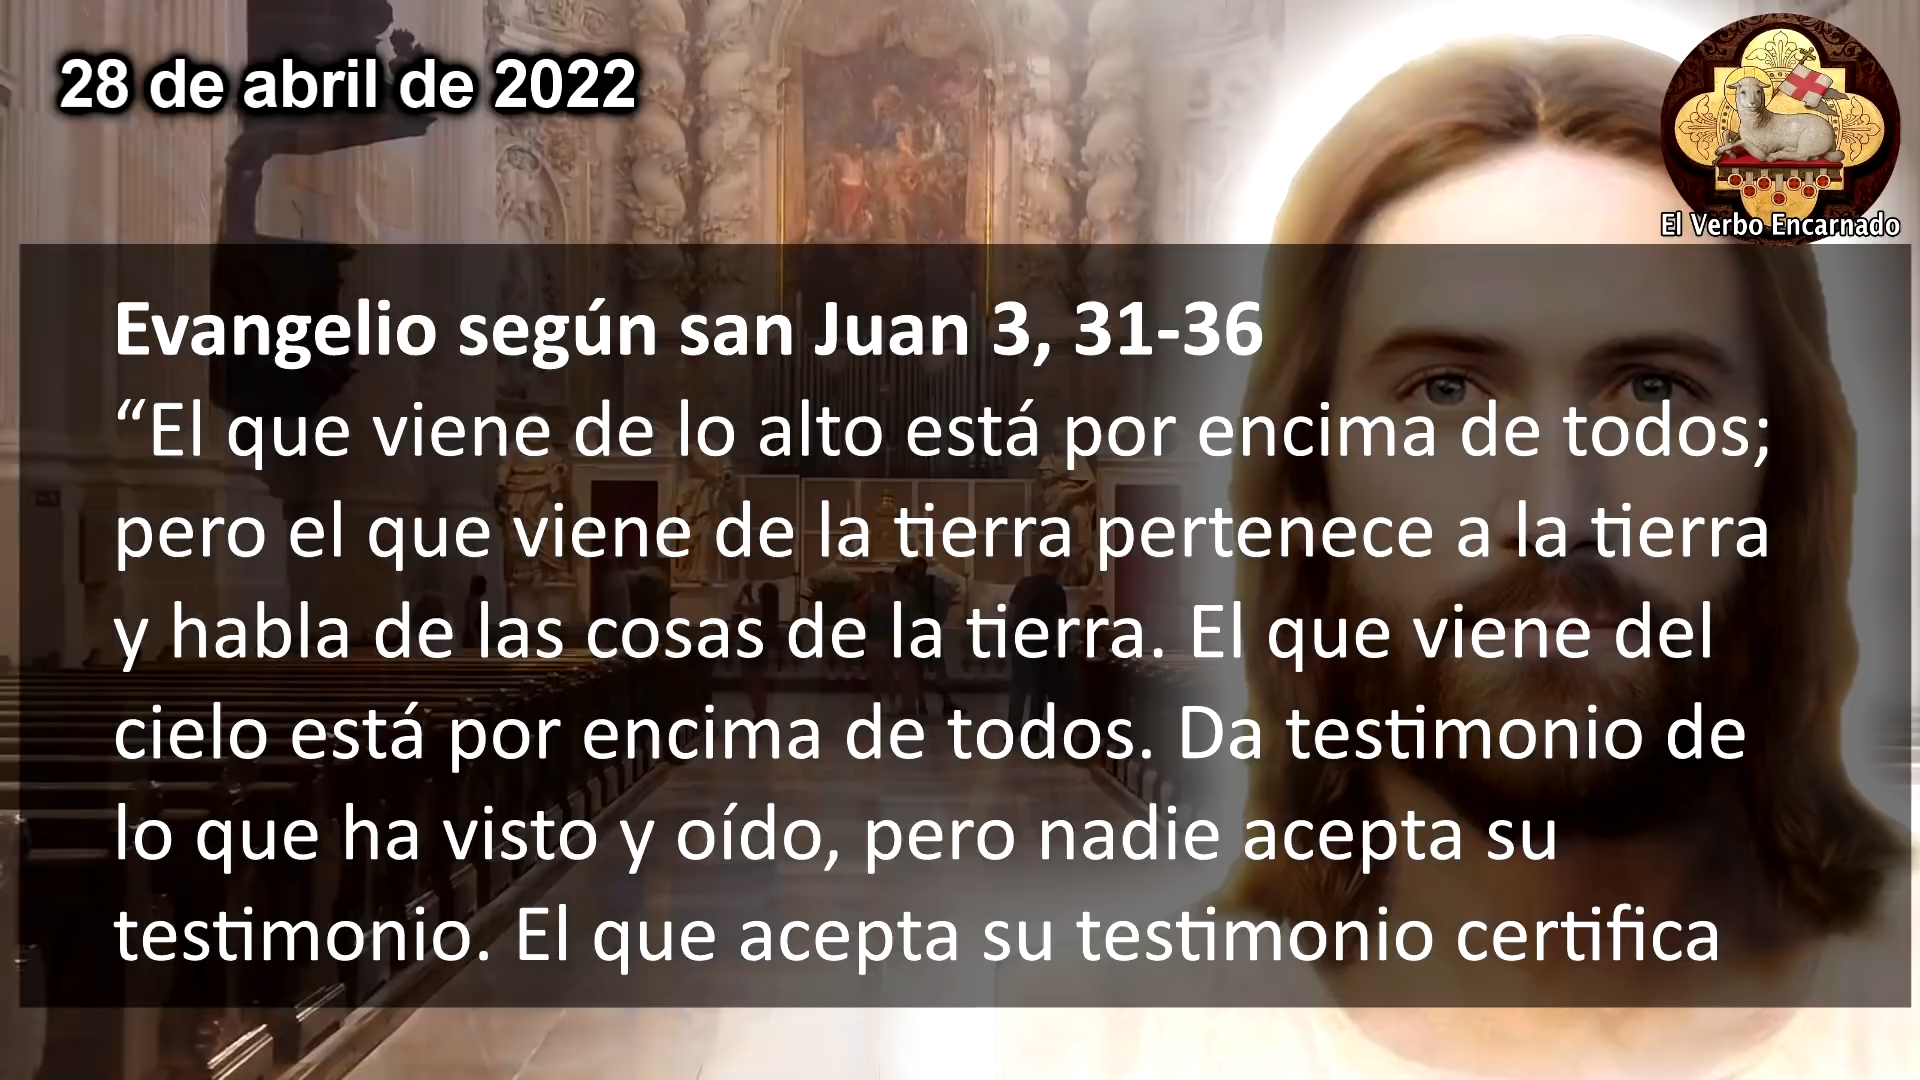 28 de abril de 2022
El Verbo Encarnado
Evangelio según san Juan 3, 31-36
“El que viene de lo alto está por encima de todos;
pero el que viene de la tierra pertenece a la tierra
y habla de las cosas de la tierra. El que viene del
cielo está por encima de todos. Da testimonio de
lo que ha visto y oído, pero nadie acepta su
testimonio. El que acepta su testimonio certifica